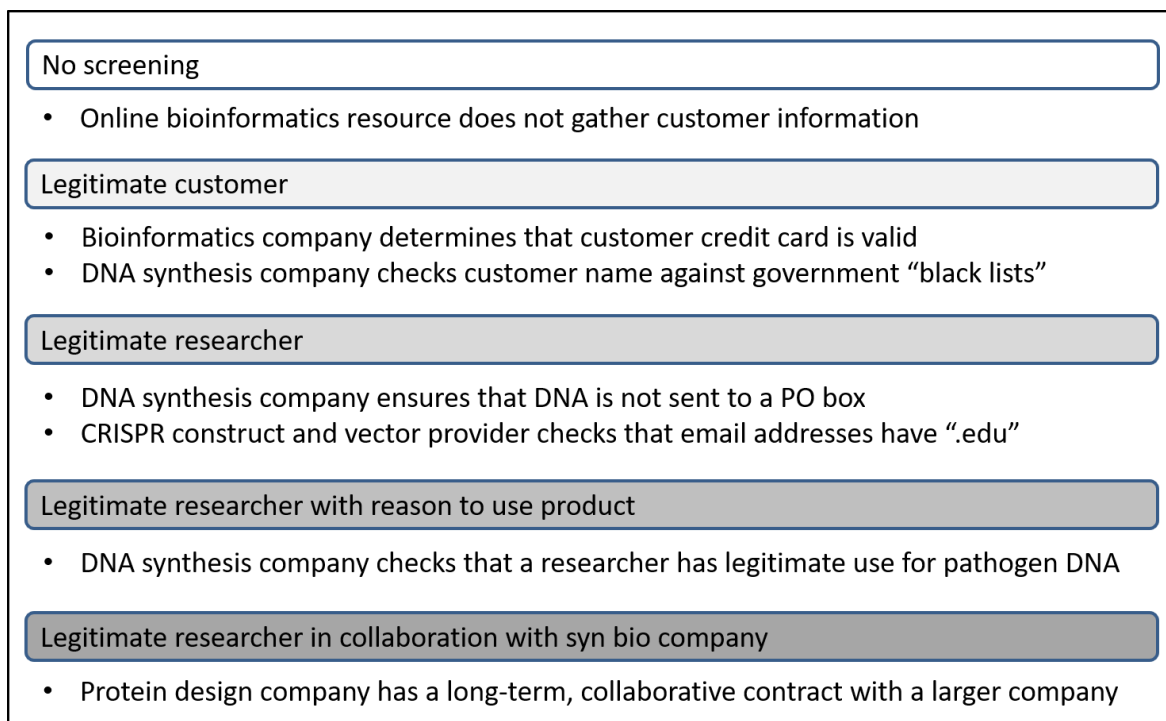 No screening
• Online bioinformatics resource does not gather customer information
Legitimate customer
• Bioinformatics company determines that customer credit card is valid
• DNA synthesis company checks customer name against government “black lists”
Legitimate researcher
• DNA synthesis company ensures that DNA is not sent to a PO box
• CRISPR construct and vector provider checks that email addresses have “.edu”
Legitimate researcher with reason to use product
• DNA synthesis company checks that a researcher has legitimate use for pathogen DNA
Legitimate researcher in collaboration with syn bio company
• Protein design company has a long-term, collaborative contract with a larger company